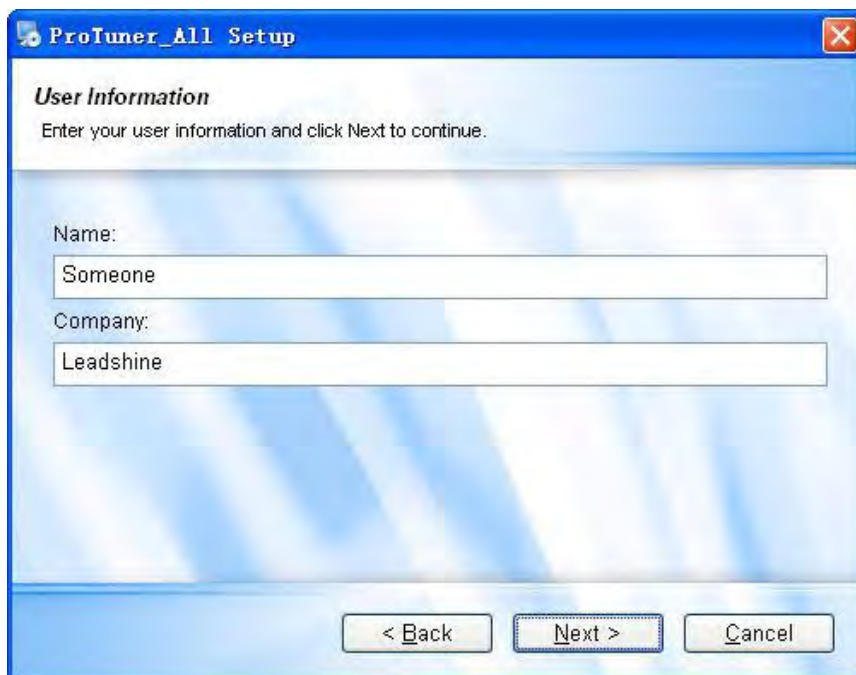 ProTuner_All Setup
User Information
Enter your user information and click Next to continue.
Name:
Someone
Company:
Leadshine
< Back Next > Cancel